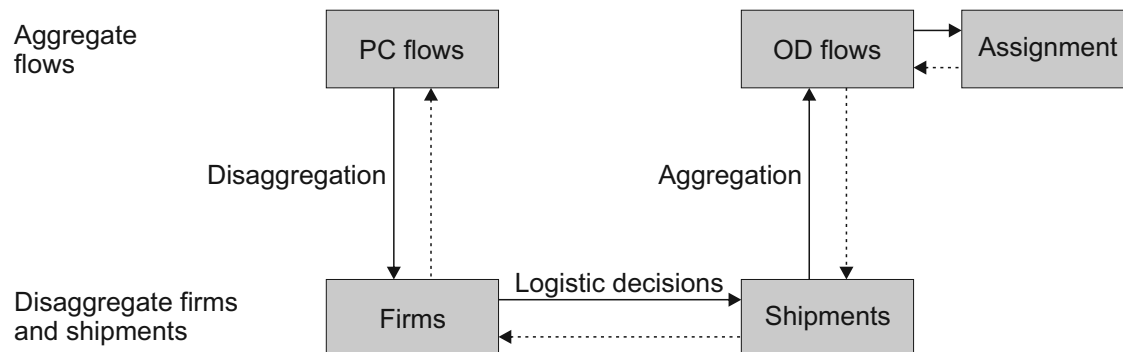 Aggregate
flows
PC flows
OD flows
Assignment
Disaggregation
Aggregation
Disaggregate firms
and shipments
Firms
Logistic decisions
Shipments